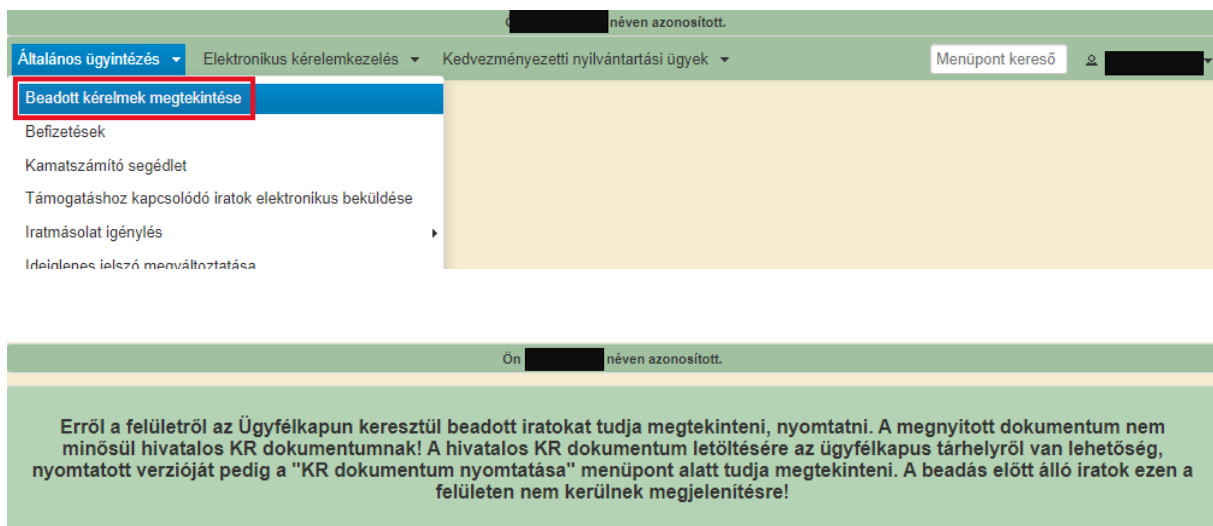 néven azonosított.
Általános ügyintézés Elektronikus kérelemkezelés Kedvezményezetti nyilvántartási ügyek Menüpont kereső
Beadott kérelmek megtekintése
Befizetések
Kamatszámító segédlet
Támogatáshoz kapcsolódó iratok elektronikus beküldése
Iratmásolat igénylés
Ideiglenes jelszó megváltoztatása
Ön néven azonosított.
Erről a felületről az Ügyfélkapun keresztül beadott iratokat tudja megtekinteni, nyomtatni. A megnyitott dokumentum nem
minősül hivatalos KR dokumentumnak! A hivatalos KR dokumentum letöltésére az ügyfélkapus tárhelyről van lehetőség,
nyomtatott verzióját pedig a "KR dokumentum nyomtatása" menüpont alatt tudja megtekinteni. A beadás előtt álló iratok ezen a
felületen nem kerülnek megjelenítésre!